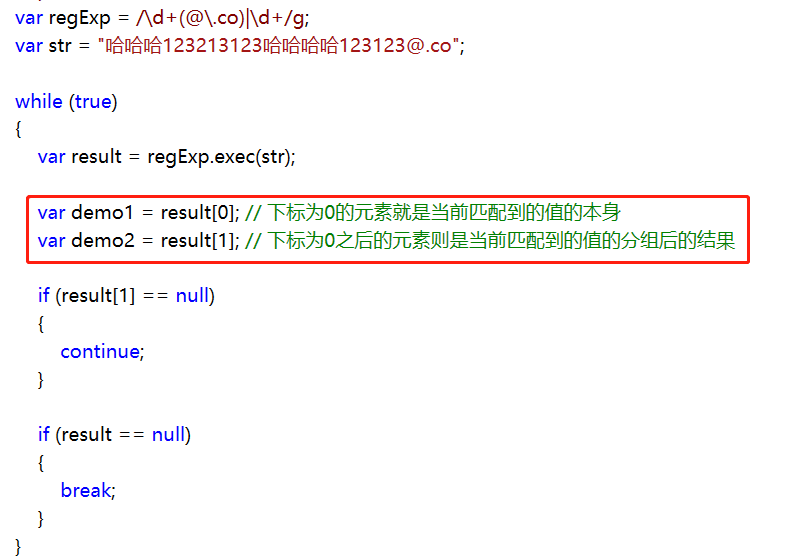 var regExp = /\d+(@\.co)|\d+/g;
var str = "哈哈哈123213123哈哈哈哈123123@.co";
while (true)
{
var result = regExp.exec(str);
var demo1 = result[0]; // 下标为0的元素就是当前匹配到的值的本身
var demo2 = result[1]; // 下标为0之后的元素则是当前匹配到的值的分组后的结果
if (result[1] == null)
{
continue;
}
if (result == null)
{
break;
}
}